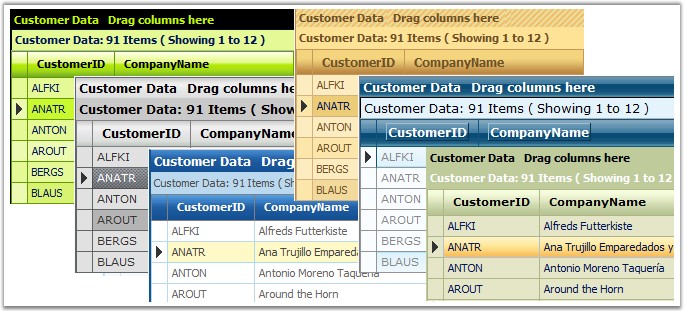 Customer Data Drag columns here
Customer Data: 91 Items ( Showing 1 to 12 )
CustomerID CompanyName
ALFKI
ANATR
ANTON
AROUT
BERGS
BLAUS
Customer Data Drag columns here
Customer Data: 91 Items ( Showing 1 to 12 )
CustomerID CompanyName
ALFKI
ANATR
ANTON
AROUT
BERGS
BLAUS
Customer Data Drag columns here
Customer Data: 91 Items ( Showing 1
CustomerID CompanyName
ALFKI
ANATR
ANTON
AROUT
BERGS
BLAUS
Customer Data Drag columns here
Customer Data: 91 Items ( Showing 1 to 12 )
CustomerID CompanyName
ALFKI
ANATR
ANTON
AROUT
BERGS
BLAUS
Customer Data Drag
Customer Data: 91 Items ( Showing
CustomerID CompanyName
ALFKI Alfreds Futterkiste
ANATR Ana Trujillo Emparedados
ANTON Antonio Moreno Taquería
AROUT Around the Horn
Customer Data Drag columns here
Customer Data: 91 Items ( Showing 1 to 12
CustomerID CompanyName
ALFKI Alfreds Futterkiste
ANATR Ana Trujillo Emparedados y
ANTON Antonio Moreno Taquería
AROUT Around the Horn